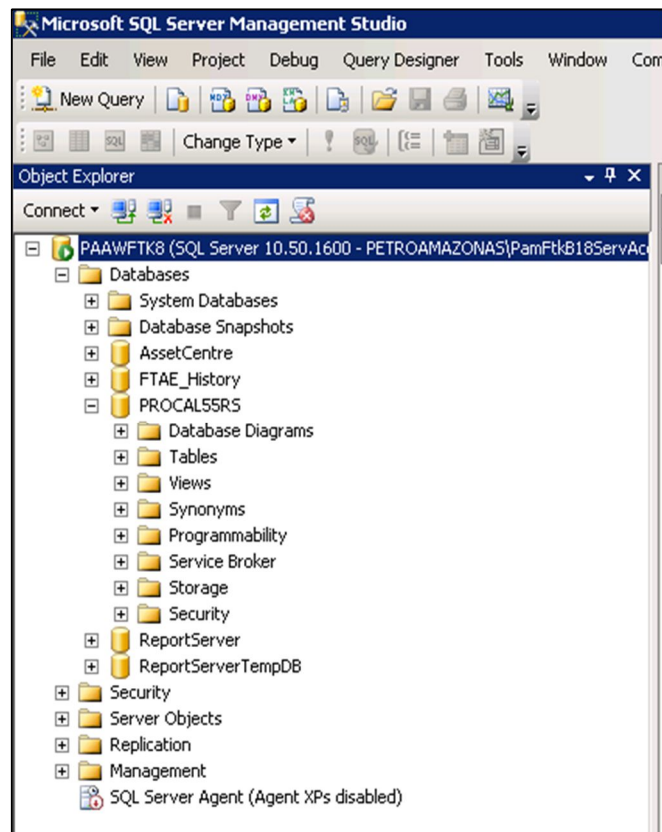 Microsoft SQL Server Management Studio
File Edit View Project Debug Query Designer Tools Window Com
New Query
Change Type
Object Explorer
Connect
PAAWFTK8 (SQL Server 10.50.1600 - PETROAMAZONAS\PamFtkB18ServAcc
Databases
System Databases
Database Snapshots
AssetCentre
FTAE_History
PROCAL55RS
Database Diagrams
Tables
Views
Synonyms
Programmability
Service Broker
Storage
Security
ReportServer
ReportServerTempDB
Security
Server Objects
Replication
Management
SQL Server Agent (Agent XPs disabled)